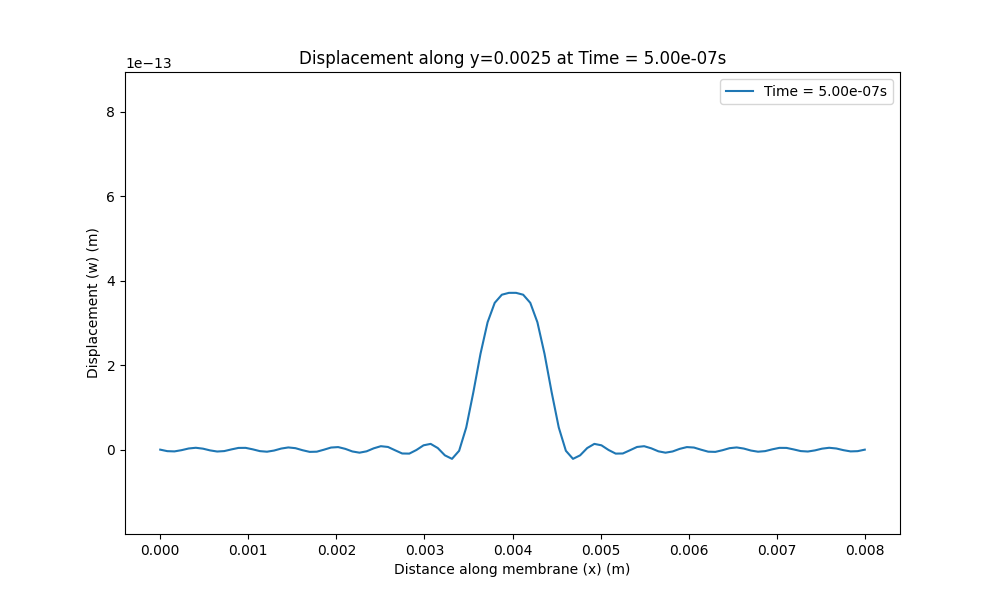 Displacement along y=0.0025 at Time = 5.00e-07s
1e−13
Time = 5.00e-07s
8
6
4
2
0
Displacement (w) (m)
0.000 0.001 0.002 0.003 0.004 0.005 0.006 0.007 0.008
Distance along membrane (x) (m)